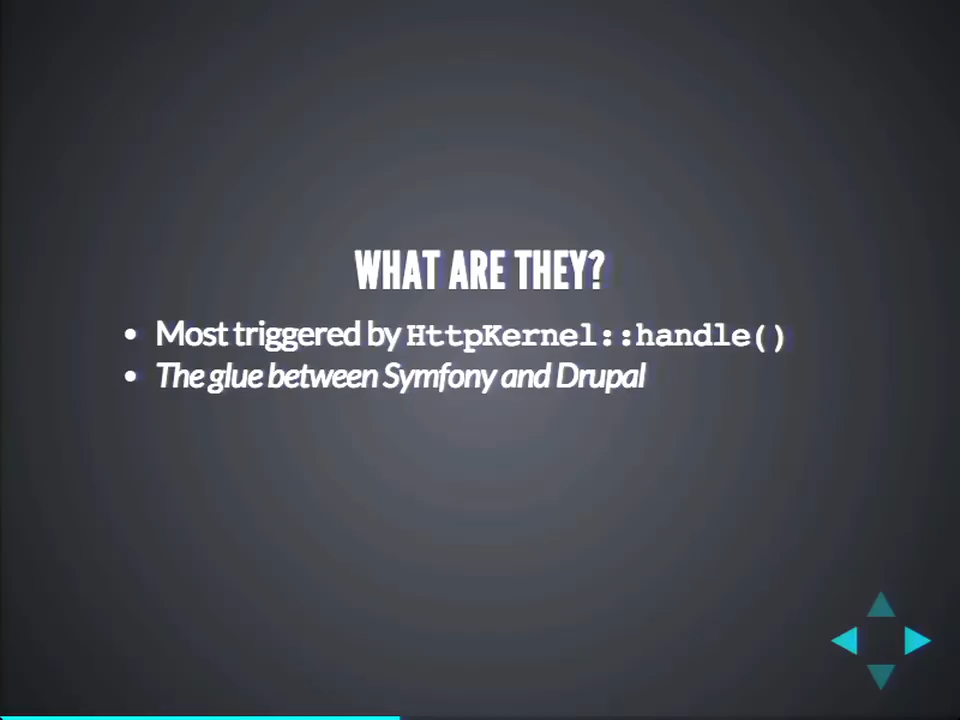 WHAT ARE THEY?
• Most triggered by HttpKernel::handle()
• The glue between Symfony and Drupal